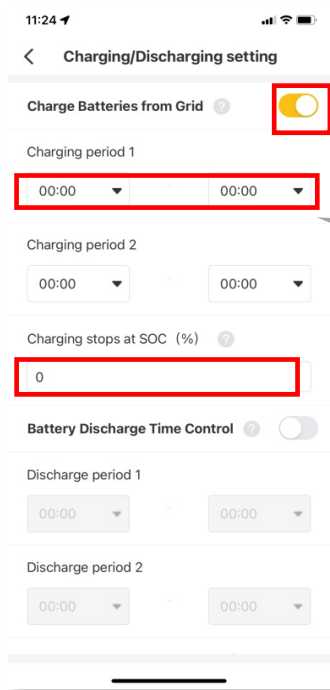 11:24
Charging/Discharging setting
Charge Batteries from Grid ?
Charging period 1
00:00 - 00:00
Charging period 2
00:00 - 00:00
Charging stops at SOC（%） ?
0
Battery Discharge Time Control ?
Discharge period 1
00:00 - 00:00
Discharge period 2
00:00 00:00